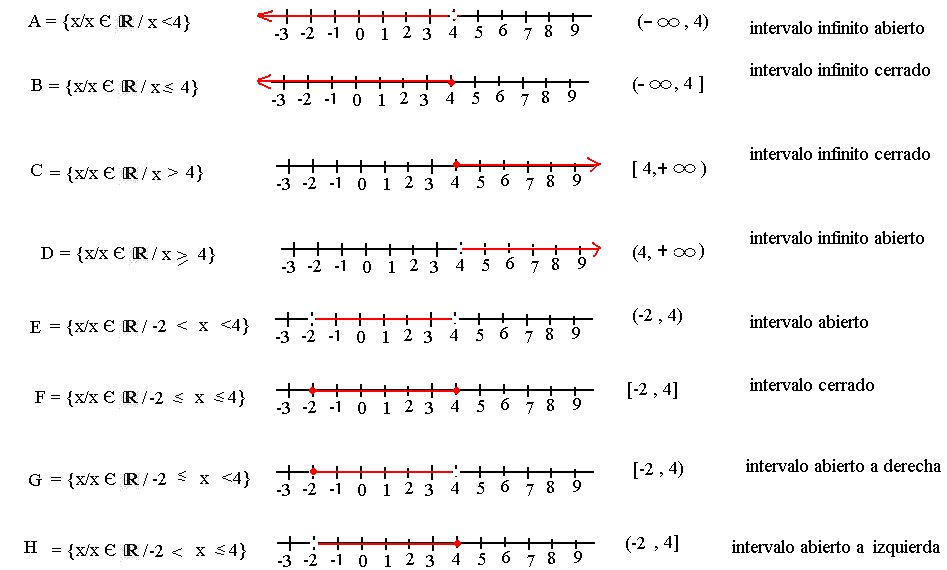 A = {x/x Є ℝ / x <4} -3 -2 -1 0 1 2 3 4 5 6 7 8 9 (- ∞, 4) intervalo infinito abierto
B = {x/x Є ℝ / x ≤ 4} -3 -2 -1 0 1 2 3 4 5 6 7 8 9 (- ∞, 4 ] intervalo infinito cerrado
C = {x/x Є ℝ / x > 4} -3 -2 -1 0 1 2 3 4 5 6 7 8 9 [ 4,+ ∞ ) intervalo infinito cerrado
D = {x/x Є ℝ / x ≥ 4} -3 -2 -1 0 1 2 3 4 5 6 7 8 9 (4, + ∞) intervalo infinito abierto
E = {x/x Є ℝ / -2 < x <4} -3 -2 -1 0 1 2 3 4 5 6 7 8 9 (-2 , 4) intervalo abierto
F = {x/x Є ℝ / -2 ≤ x ≤4} -3 -2 -1 0 1 2 3 4 5 6 7 8 9 [-2 , 4] intervalo cerrado
G = {x/x Є ℝ / -2 ≤ x <4} -3 -2 -1 0 1 2 3 4 5 6 7 8 9 [-2 , 4) intervalo abierto a derecha
H = {x/x Є ℝ / -2 < x ≤4} -3 -2 -1 0 1 2 3 4 5 6 7 8 9 (-2 , 4] intervalo abierto a izquierda